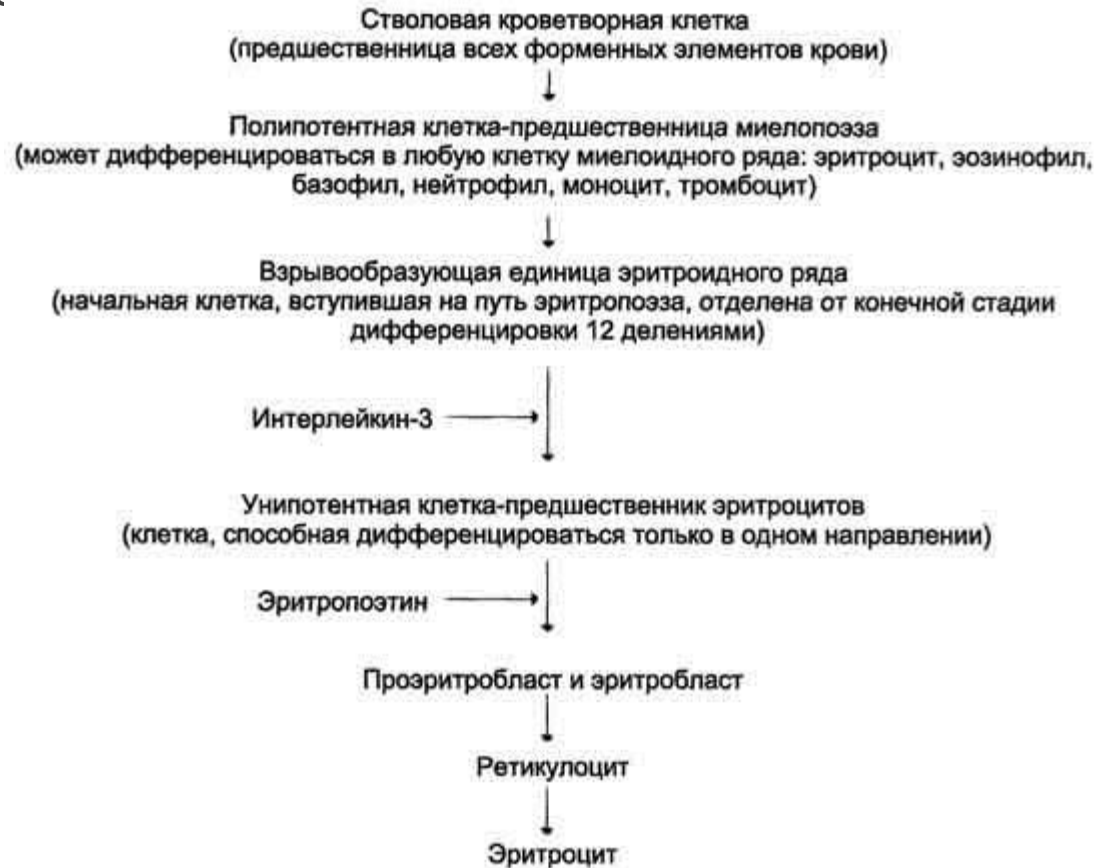 Стволовая кроветворная клетка
(предшественница всех форменных элементов крови)
Полипотентная клетка-предшественница миелопоэза
(может дифференцироваться в любую клетку миелоидного ряда: эритроцит, эозинофил,
базофил, нейтрофил, моноцит, тромбоцит)
Взрывообразующая единица эритроидного ряда
(начальная клетка, вступившая на путь эритропоэза, отделена от конечной стадии
дифференцировки 12 делениями)
Интерлейкин-3
Унипотентная клетка-предшественник эритроцитов
(клетка, способная дифференцироваться только в одном направлении)
Эритропоэтин
Проэритробласт и эритробласт
Ретикулоцит
Эритроцит